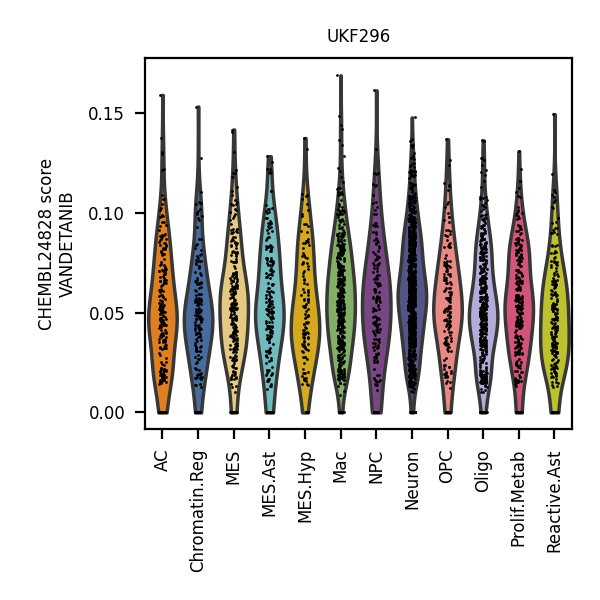 UKF296
CHEMBL24828 score
VANDETANIB
0.15
0.10
0.05
0.00
AC
Chromatin.Reg
MES
MES.Ast
MES.Hyp
Mac
NPC
Neuron
OPC
Oligo
Prolif.Metab
Reactive.Ast